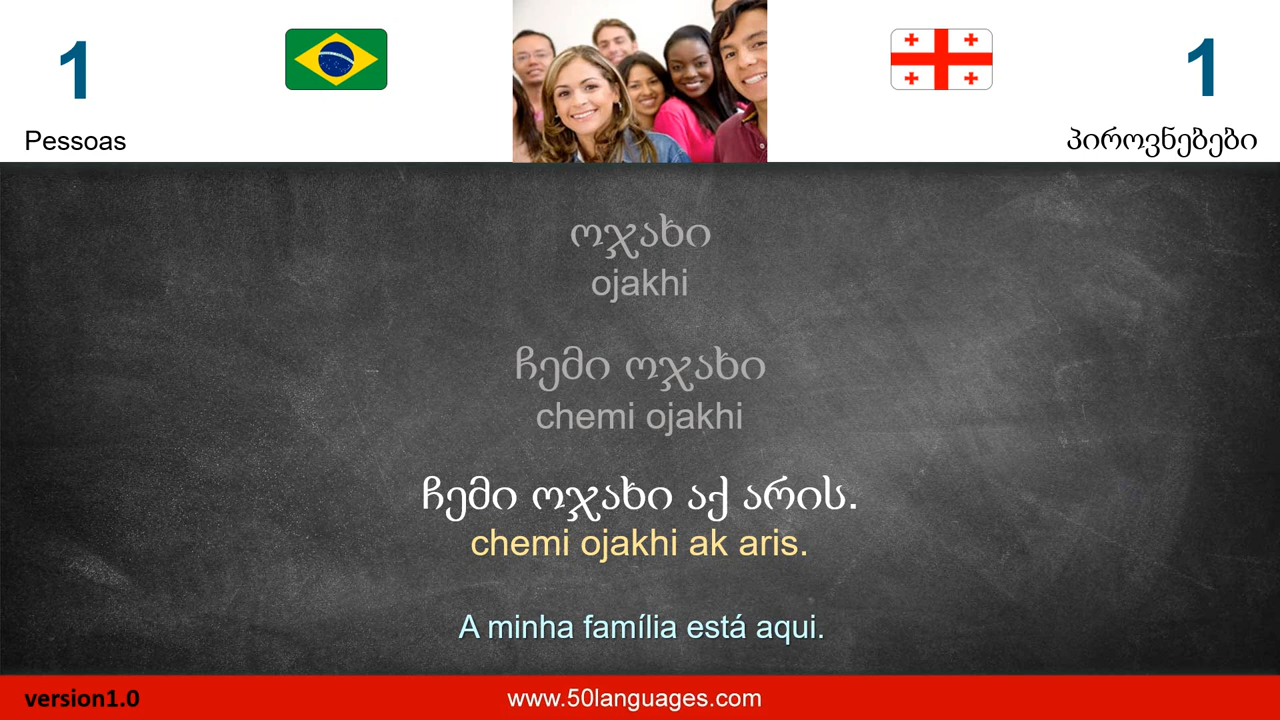 1
1
Pessoas
პიროვნებები
ოჯახი
ojakhi
ჩემი ოჯახი
chemi ojakhi
ჩემი ოჯახი აქ არის.
chemi ojakhi ak aris.
A minha família está aqui.
version1.0
www.50languages.com